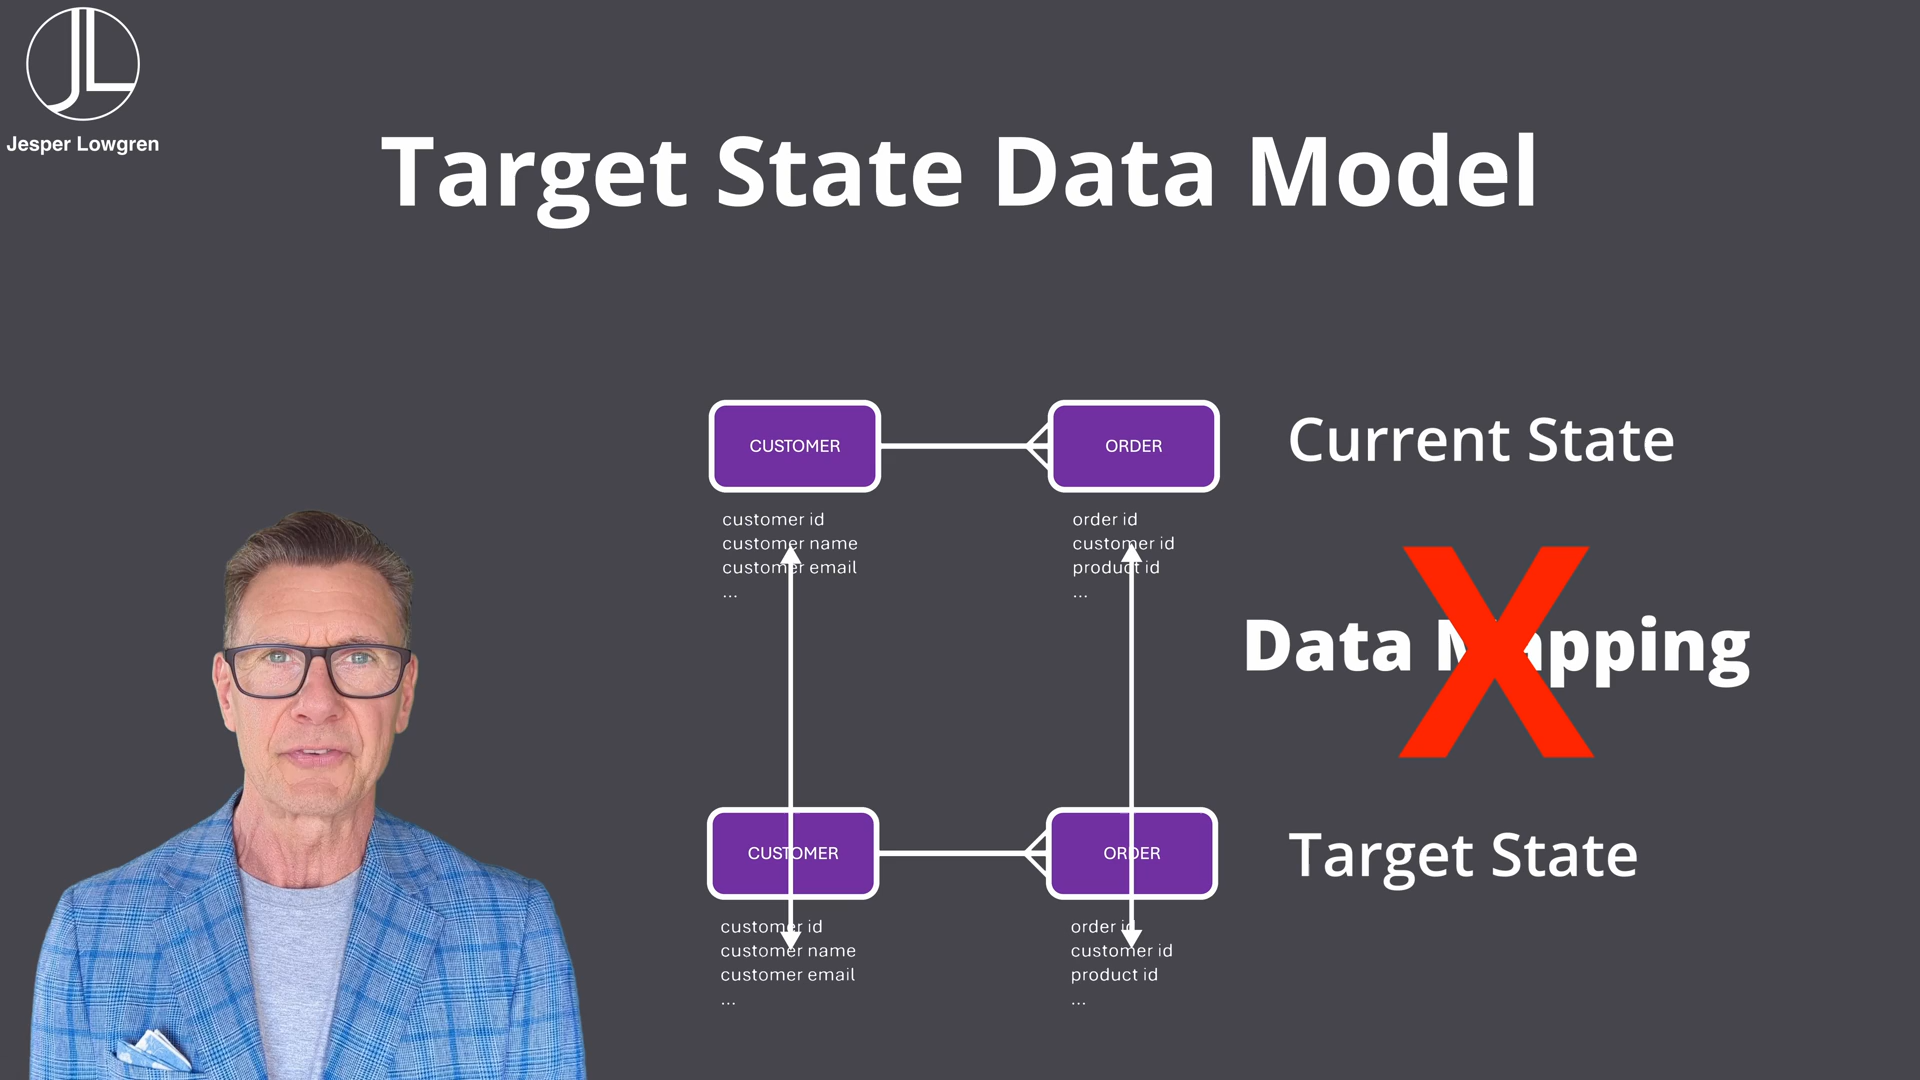 JL
Jesper Lowgren
Target State Data Model
CUSTOMER
ORDER
Current State
customer id
customer name
customer email
...
order id
customer id
product id
...
Data Mapping
X
CUSTOMER
ORDER
Target State
customer id
customer name
customer email
...
order id
customer id
product id
...